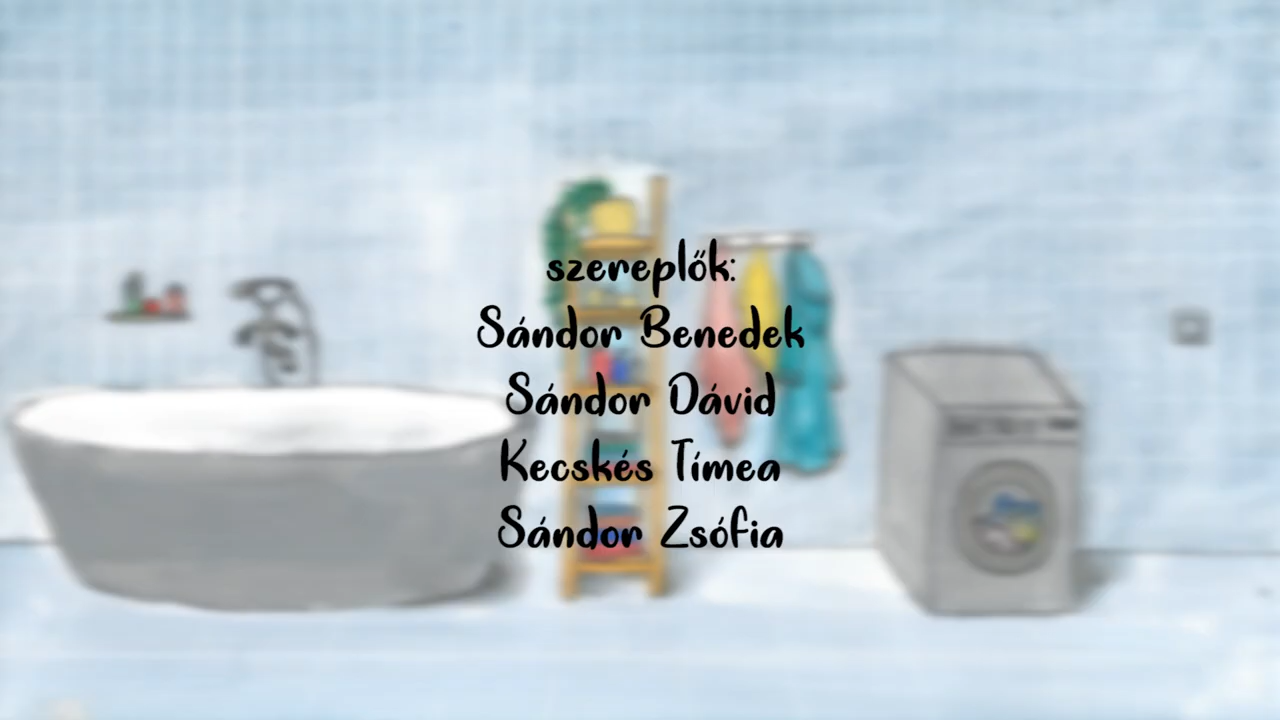 szereplők:
Sándor Benedek
Sándor Dávid
Kecskés Tímea
Sándor Zsófia